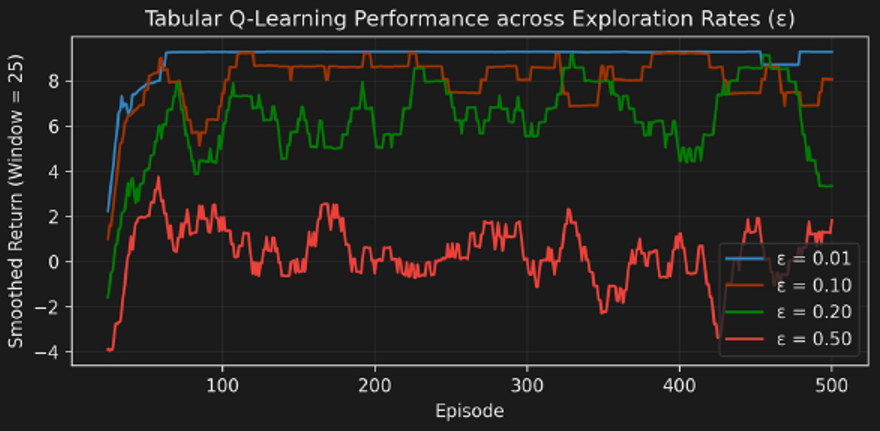 Tabular Q-Learning Performance across Exploration Rates (ε)
Smoothed Return (Window = 25)
8
6
4
2
0
−2
−4
ε = 0.01
ε = 0.10
ε = 0.20
ε = 0.50
100
200
300
400
500
Episode